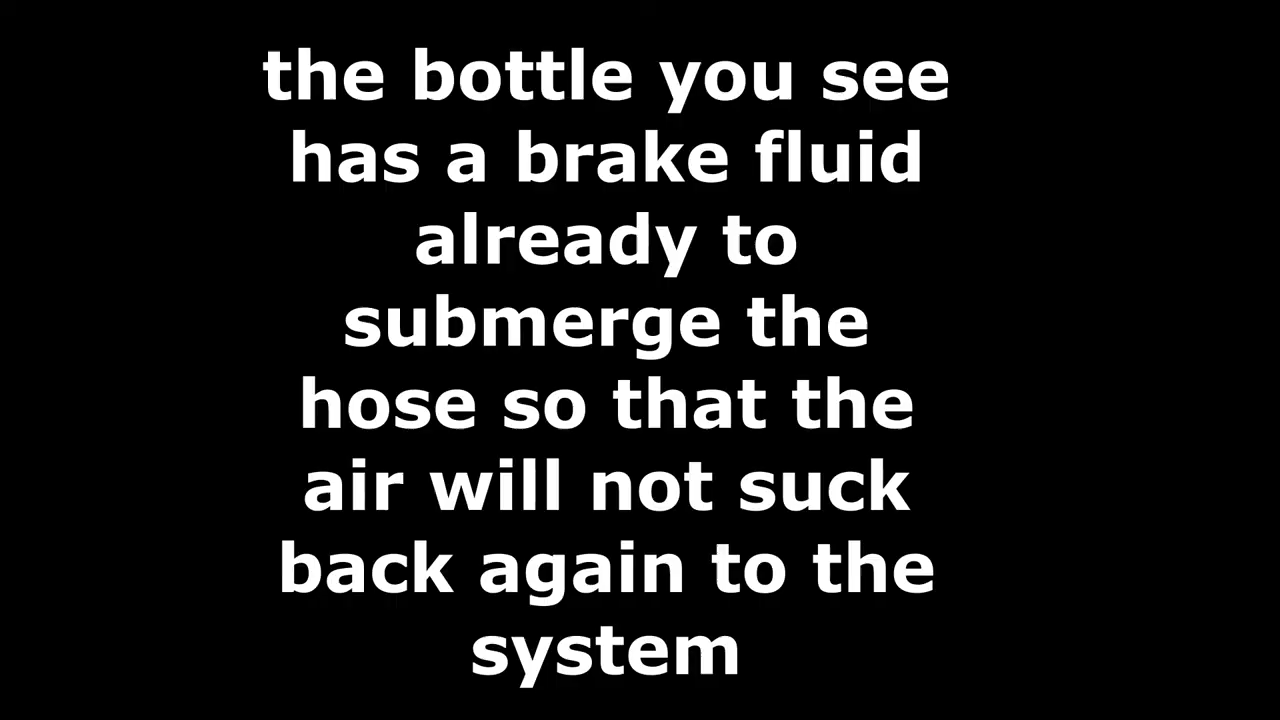 the bottle you see
has a brake fluid
already to
submerge the
hose so that the
air will not suck
back again to the
system